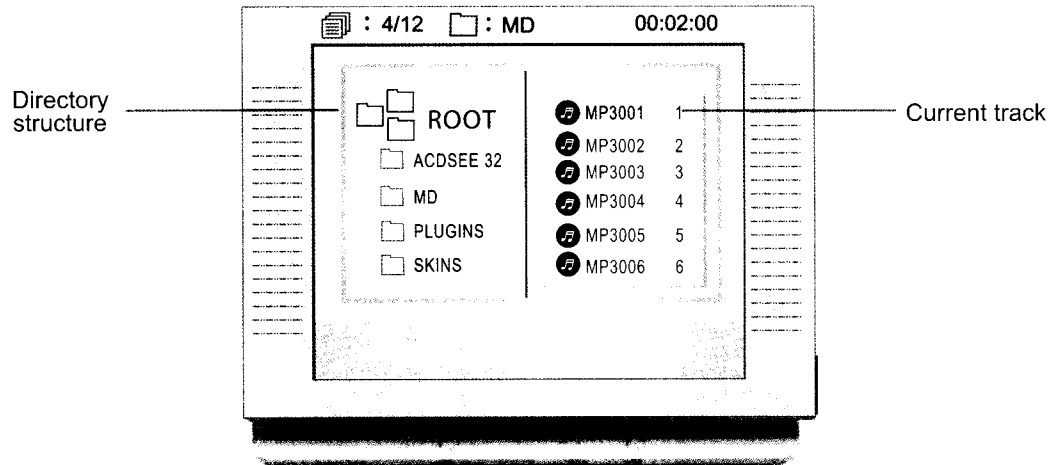 : 4/12 : MD 00:02:00
Directory structure
ROOT
ACDSEE 32
MD
PLUGINS
SKINS
MP3001 1
MP3002 2
MP3003 3
MP3004 4
MP3005 5
MP3006 6
Current track